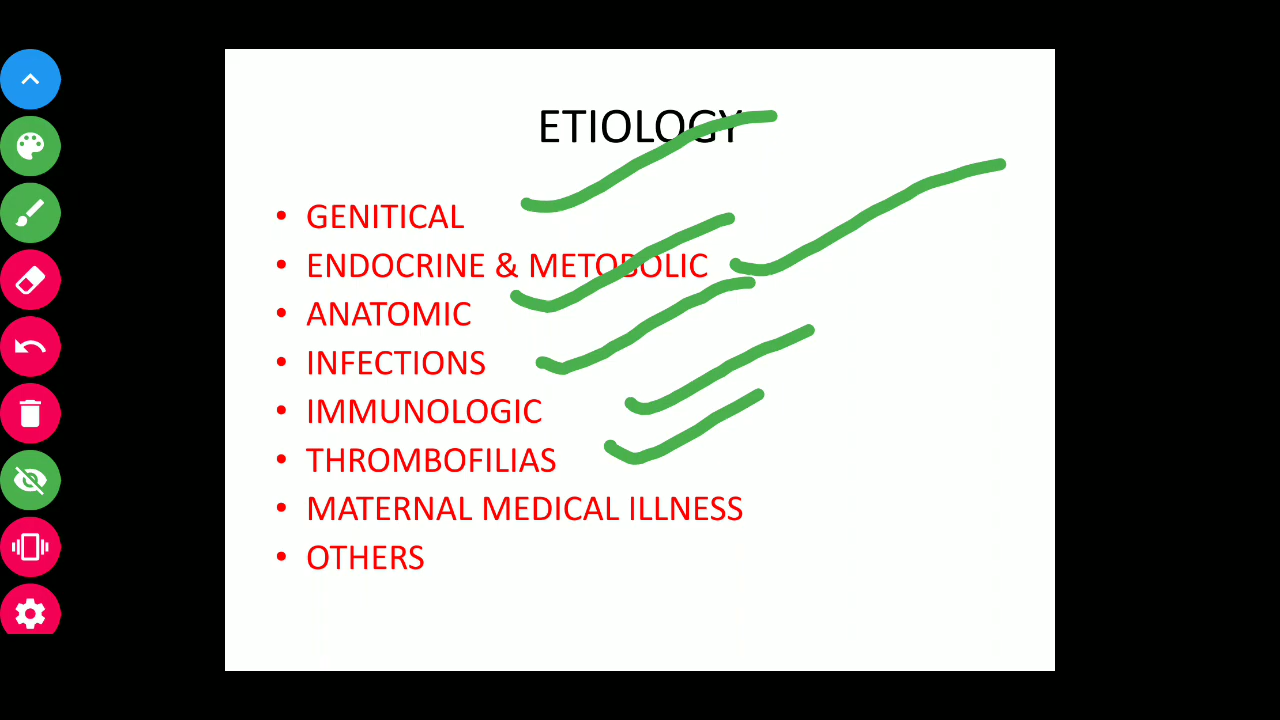 ETIOLOGY
• GENITICAL
• ENDOCRINE & METOBOLIC
• ANATOMIC
• INFECTIONS
• IMMUNOLOGIC
• THROMBOFILIAS
• MATERNAL MEDICAL ILLNESS
• OTHERS